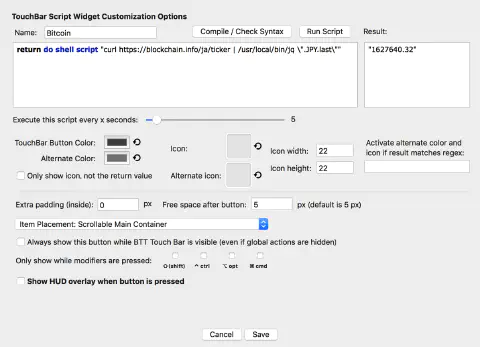 TouchBar Script Widget Customization Options
Name: Bitcoin Compile / Check Syntax Run Script Result:
return do shell script "curl https://blockchain.info/ja/ticker | /usr/local/bin/jq \".JPY.last\"" "1627640.32"
Execute this script every x seconds: 5
TouchBar Button Color: Icon: Icon width: 22 Activate alternate color and
icon if result matches regex:
Alternate Color:
Only show icon, not the return value Alternate icon: Icon height: 22
Extra padding (inside): 0 px Free space after button: 5 px (default is 5 px)
Item Placement: Scrollable Main Container
Always show this button while BTT Touch Bar is visible (even if global actions are hidden)
Only show while modifiers are pressed:
⇧(shift) ^ ctrl ⌥ opt ⌘ cmd
Show HUD overlay when button is pressed
Cancel Save